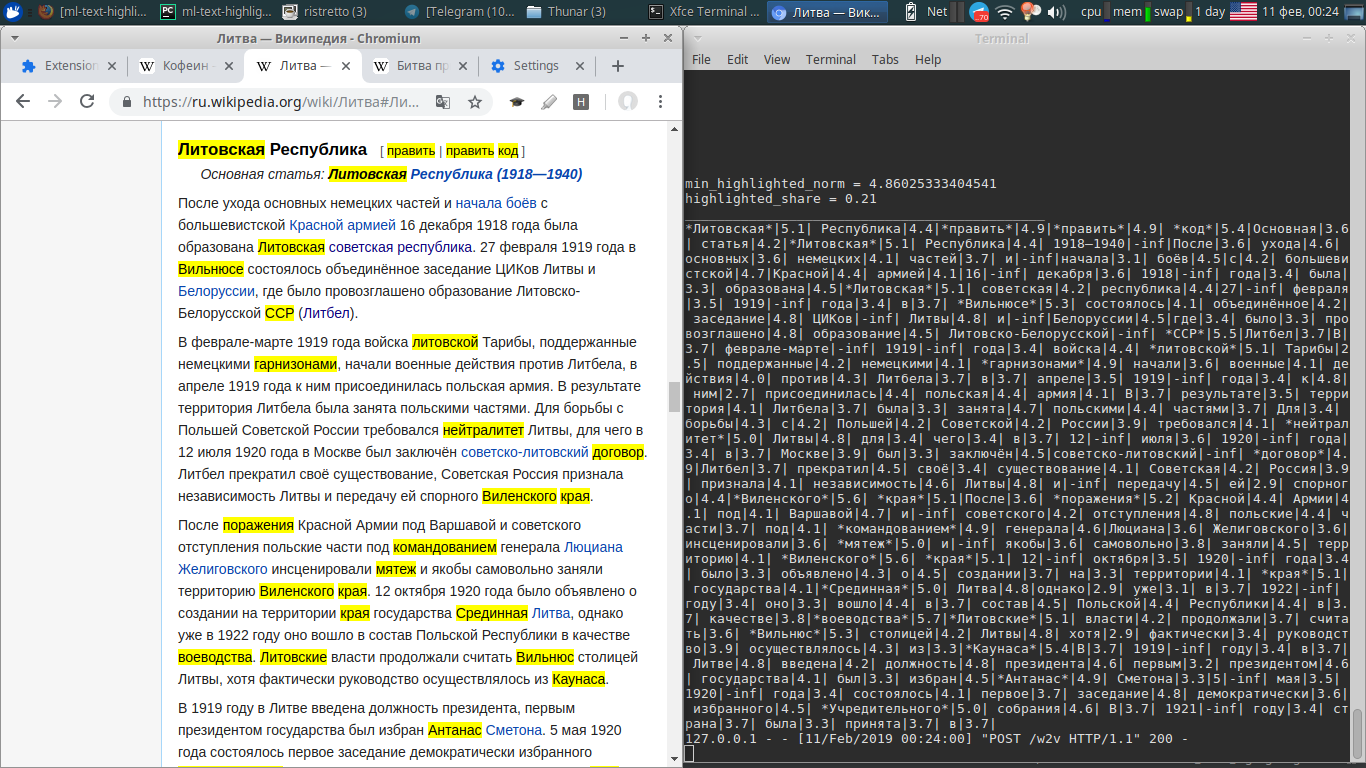 [ml-text-highli...
ml-text-highlig...
ristretto (3)
[Telegram (10...
Thunar (3)
Xfce Terminal ...
Литва — Вик...
Net
70
cpu
mem
swap
1 day
11 фев, 00:24
Литва — Википедия - Chromium
Extension
Кофеин -
Литва —
Битва пр
Settings
https://ru.wikipedia.org/wiki/Литва#Ли...
Литовская Республика [ править | править код ]
Основная статья: Литовская Республика (1918—1940)
После ухода основных немецких частей и начала боёв с
большевистской Красной армией 16 декабря 1918 года была
образована Литовская советская республика. 27 февраля 1919 года в
Вильнюсе состоялось объединённое заседание ЦИКов Литвы и
Белоруссии, где было провозглашено образование Литовско-
Белорусской ССР (Литбел).
В феврале-марте 1919 года войска литовской Тарибы, поддержанные
немецкими гарнизонами, начали военные действия против Литбела, в
апреле 1919 года к ним присоединилась польская армия. В результате
территория Литбела была занята польскими частями. Для борьбы с
Польшей Советской России требовался нейтралитет Литвы, для чего в
12 июля 1920 года в Москве был заключён советско-литовский договор.
Литбел прекратил своё существование, Советская Россия признала
независимость Литвы и передачу ей спорного Виленского края.
После поражения Красной Армии под Варшавой и советского
отступления польские части под командованием генерала Люциана
Желиговского инсценировали мятеж и якобы самовольно заняли
территорию Виленского края. 12 октября 1920 года было объявлено о
создании на территории края государства Срединная Литва, однако
уже в 1922 году оно вошло в состав Польской Республики в качестве
воеводства. Литовские власти продолжали считать Вильнюс столицей
Литвы, хотя фактически руководство осуществлялось из Каунаса.
В 1919 году в Литве введена должность президента, первым
президентом государства был избран Антанас Сметона. 5 мая 1920
года состоялось первое заседание демократически избранного
Terminal
File Edit View Terminal Tabs Help
min_highlighted_norm = 4.86025333404541
highlighted_share = 0.21
*Литовская*|5.1| Республика|4.4|*править*|4.9|*править*|4.9| *код*|5.4|Основная|3.6
| статья|4.2|*Литовская*|5.1| Республика|4.4| 1918—1940|-inf|После|3.6| ухода|4.6|
основных|3.6| немецких|4.1| частей|3.7| и|-inf|начала|3.1| боёв|4.5|с|4.2| большеви
стской|4.7|Красной|4.4| армией|4.1|16|-inf| декабря|3.6| 1918|-inf| года|3.4| была|
3.3| образована|4.5|*Литовская*|5.1| советская|4.2| республика|4.4|27|-inf| февраля
|3.5| 1919|-inf| года|3.4| в|3.7| *Вильнюсе*|5.3| состоялось|4.1| объединённое|4.2|
 заседание|4.8| ЦИКов|-inf| Литвы|4.8| и|-inf|Белоруссии|4.5|где|3.4| было|3.3| про
возглашено|4.8| образование|4.5| Литовско-Белорусской|-inf| *ССР*|5.5|Литбел|3.7|В|
3.7| феврале-марте|-inf| 1919|-inf| года|3.4| войска|4.4| *литовской*|5.1| Тарибы|2
.5| поддержанные|4.2| немецкими|4.1| *гарнизонами*|4.9| начали|3.6| военные|4.1| де
йствия|4.0| против|4.3| Литбела|3.7| в|3.7| апреле|3.5| 1919|-inf| года|3.4| к|4.8|
 ним|2.7| присоединилась|4.4| польская|4.4| армия|4.1| В|3.7| результате|3.5| терри
тория|4.1| Литбела|3.7| была|3.3| занята|4.7| польскими|4.4| частями|3.7| Для|3.4|
борьбы|4.3| с|4.2| Польшей|4.2| Советской|4.2| России|3.9| требовался|4.1| *нейтрал
итет*|5.0| Литвы|4.8| для|3.4| чего|3.4| в|3.7| 12|-inf| июля|3.6| 1920|-inf| года|
3.4| в|3.7| Москве|3.9| был|3.3| заключён|4.5|советско-литовский|-inf| *договор*|4.
9|Литбел|3.7| прекратил|4.5| своё|3.4| существование|4.1| Советская|4.2| Россия|3.9
| признала|4.1| независимость|4.6| Литвы|4.8| и|-inf| передачу|4.5| ей|2.9| спорног
о|4.4|*Виленского*|5.6| *края*|5.1|После|3.6| *поражения*|5.2| Красной|4.4| Армии|4
.1| под|4.1| Варшавой|4.7| и|-inf| советского|4.2| отступления|4.8| польские|4.4| ч
асти|3.7| под|4.1| *командованием*|4.9| генерала|4.6|Люциана|3.6| Желиговского|3.6|
инсценировали|3.6| *мятеж*|5.0| и|-inf| якобы|3.6| самовольно|3.8| заняли|4.5| терр
иторию|4.1| *Виленского*|5.6| *края*|5.1| 12|-inf| октября|3.5| 1920|-inf| года|3.4
| было|3.3| объявлено|4.3| о|4.5| создании|3.7| на|3.3| территории|4.1| *края*|5.1|
 государства|4.1|*Срединная*|5.0| Литва|4.8|однако|2.9| уже|3.1| в|3.7| 1922|-inf|
году|3.4| оно|3.3| вошло|4.4| в|3.7| состав|4.5| Польской|4.4| Республики|4.4| в|3.
7| качестве|3.8|*воеводства*|5.7|*Литовские*|5.1| власти|4.2| продолжали|3.7| счита
ть|3.6| *Вильнюс*|5.3| столицей|4.2| Литвы|4.8| хотя|2.9| фактически|3.4| руководст
во|3.9| осуществлялось|4.3| из|3.3|*Каунаса*|5.4|В|3.7| 1919|-inf| году|3.4| в|3.7|
 Литве|4.8| введена|4.2| должность|4.8| президента|4.6| первым|3.2| президентом|4.6
| государства|4.1| был|3.3| избран|4.5|*Антанас*|4.9| Сметона|3.3|5|-inf| мая|3.5|
1920|-inf| года|3.4| состоялось|4.1| первое|3.7| заседание|4.8| демократически|3.6|
 избранного|4.5| *Учредительного*|5.0| собрания|4.6| В|3.7| 1921|-inf| году|3.4| ст
рана|3.7| была|3.3| принята|3.7| в|3.7|
127.0.0.1 - - [11/Feb/2019 00:24:00] "POST /w2v HTTP/1.1" 200 -